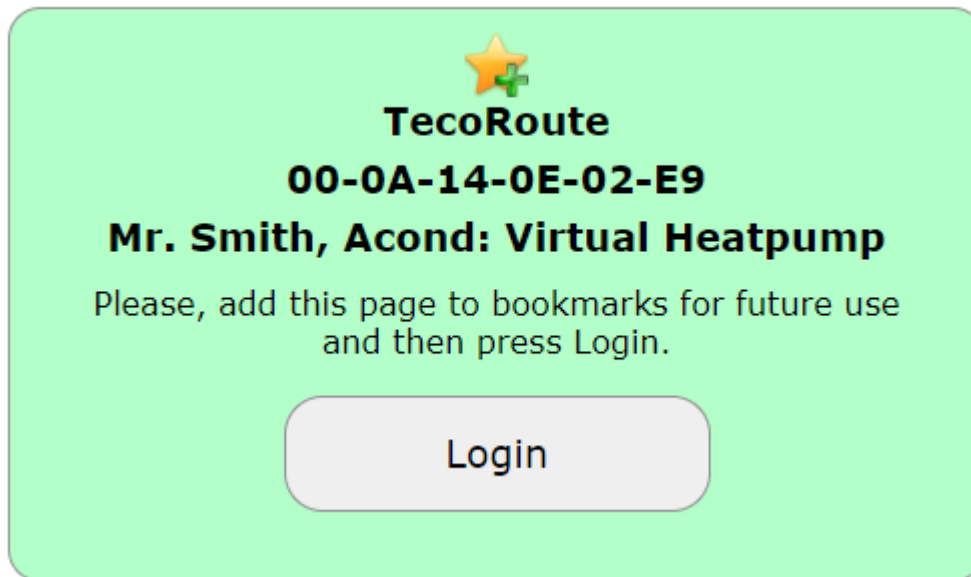 TecoRoute
00-0A-14-0E-02-E9
Mr. Smith, Acond: Virtual Heatpump
Please, add this page to bookmarks for future use
and then press Login.
Login